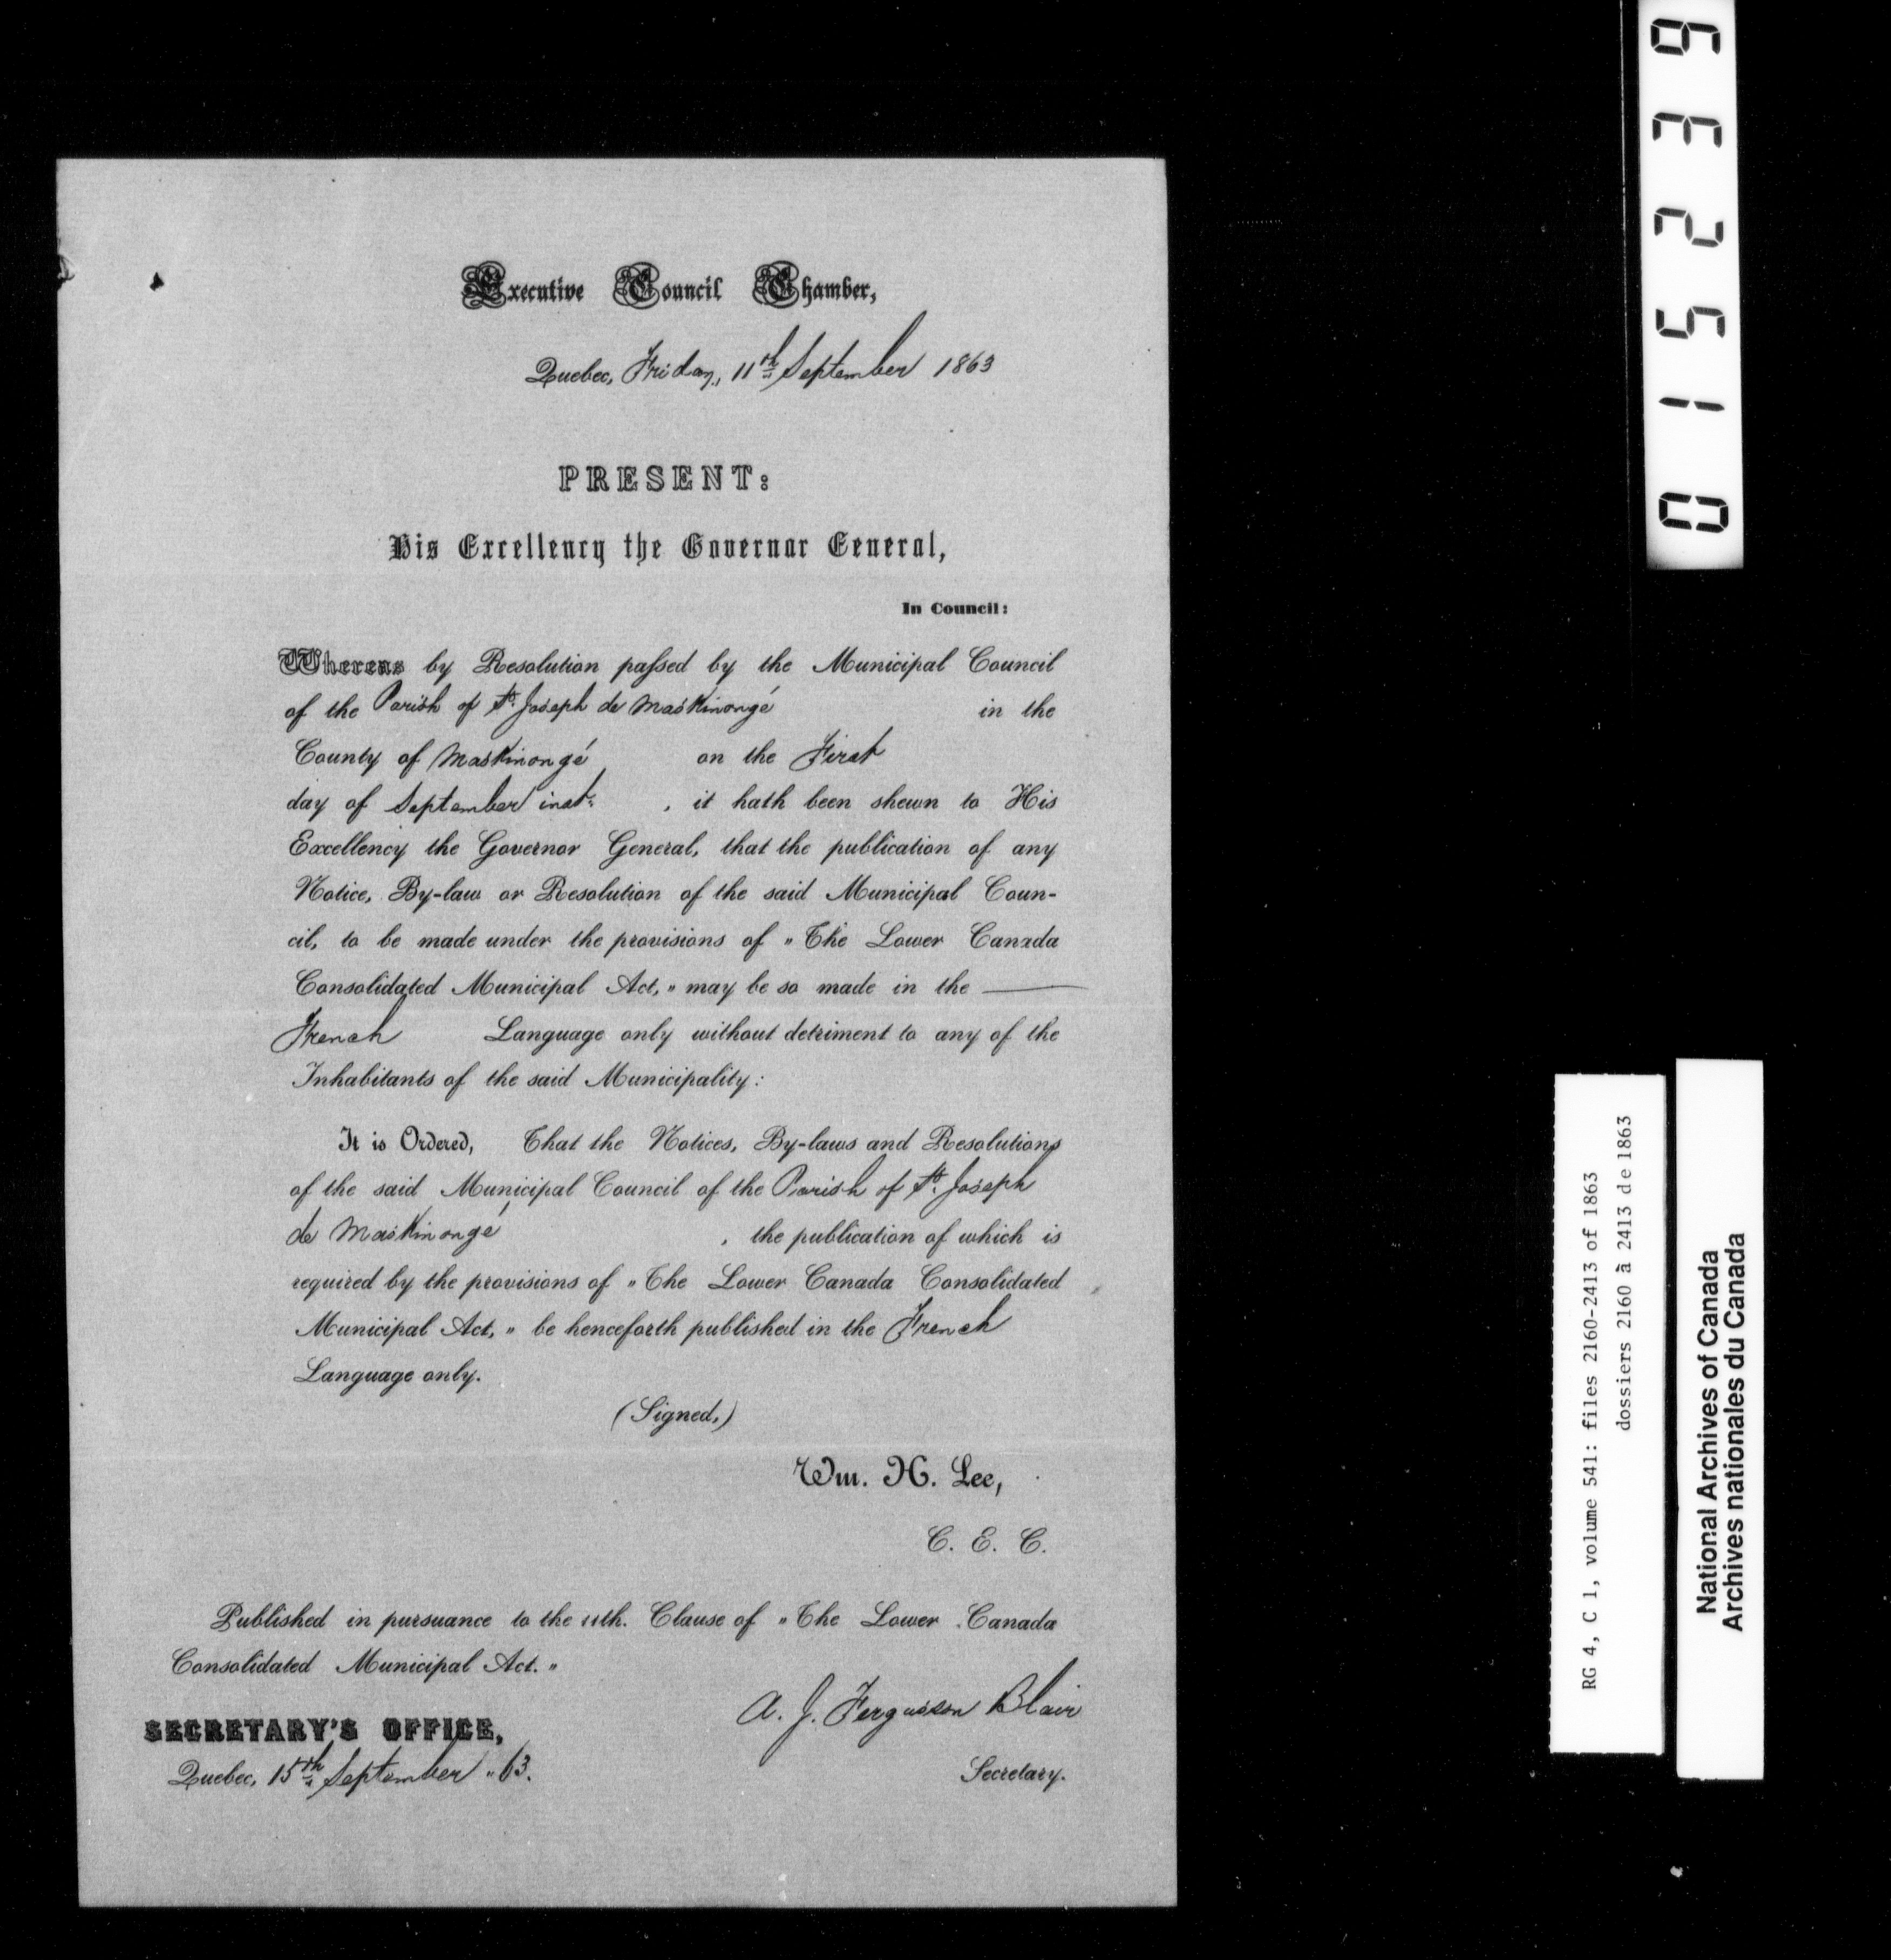 Executive Council Chamber,
Quebec, Friday, 11th September 1863
PRESENT:
His Excellency the Governor General,
In Council:
Whereas by Resolution passed by the Municipal Council
of the Parish of St. Joseph de Maskinongé in the
County of Maskinongé on the First
day of September inst. , it hath been shewn to His
Excellency the Governor General, that the publication of any
Notice, By-law or Resolution of the said Municipal Coun-
cil, to be made under the provisions of "The Lower Canada
Consolidated Municipal Act," may be so made in the —
French Language only without detriment to any of the
Inhabitants of the said Municipality:
It is Ordered, That the Notices, By-laws and Resolutions
of the said Municipal Council of the Parish of St. Joseph
de Maskinongé , the publication of which is
required by the provisions of "The Lower Canada Consolidated
Municipal Act," be henceforth published in the French
Language only.
(Signed,)
Wm. H. Lee,
C. E. C.
Published in pursuance to the 11th. Clause of "The Lower Canada
Consolidated Municipal Act."
A. J. Fergusson Blair
SECRETARY'S OFFICE,
Quebec, 15th September "63.
Secretary.
015239
RG 4, C 1, volume 541: files 2160-2413 of 1863
dossiers 2160 à 2413 de 1863
National Archives of Canada
Archives nationales du Canada